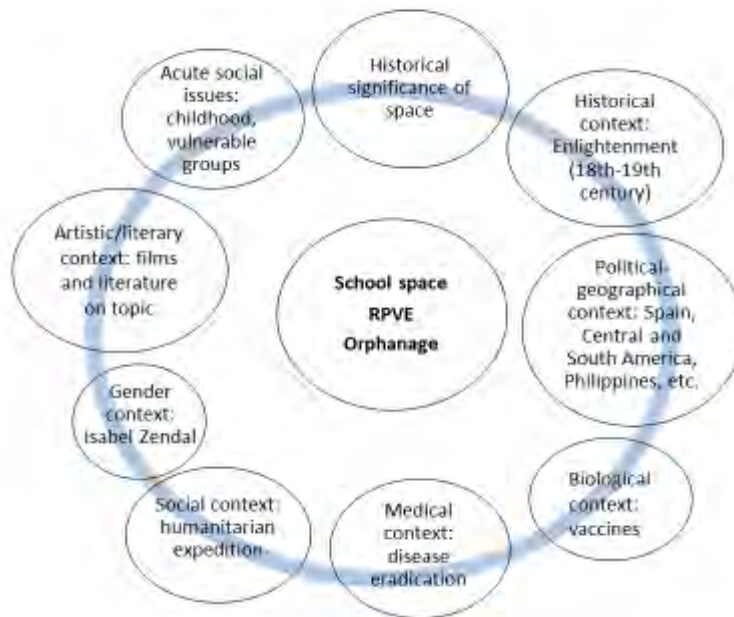 Historical
significance of
space
Historical
context:
Enlightenment
(18th-19th
century)
Political-
geographical
context: Spain,
Central and
South America,
Philippines, etc.
Biological
context:
vaccines
Medical
context:
disease
eradication
Social context:
humanitarian
expedition
Gender
context:
Isabel Zendal
Artistic/literary
context: films
and literature
on topic
Acute social
issues:
childhood,
vulnerable
groups
School space
RPVE
Orphanage